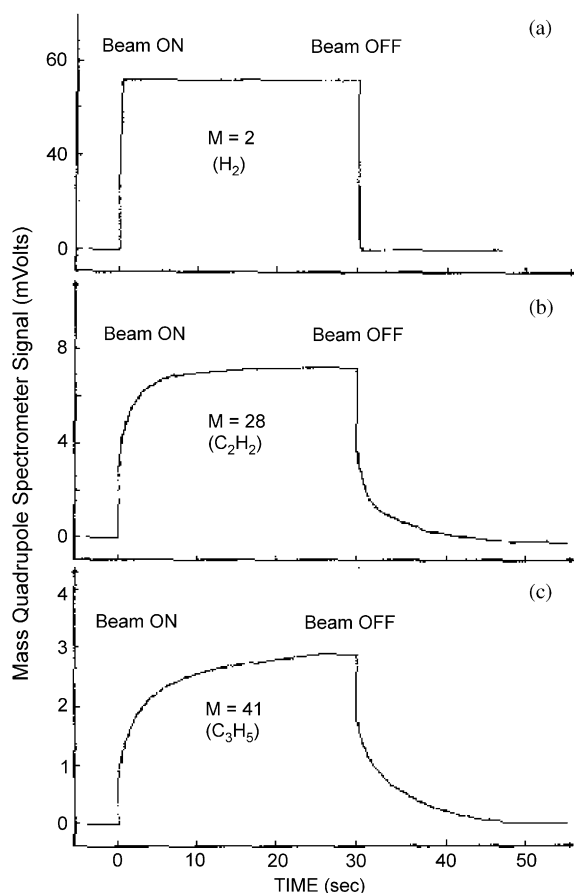 Mass Quadrupole Spectrometer Signal (mVolts)
(a)
Beam ON Beam OFF
60
40
0
M = 2
(H₂)
(b)
Beam ON Beam OFF
8
4
0
M = 28
(C₂H₂)
(c)
Beam ON Beam OFF
4
3
2
1
0
M = 41
(C₃H₅)
0 10 20 30 40 50
TIME (sec)